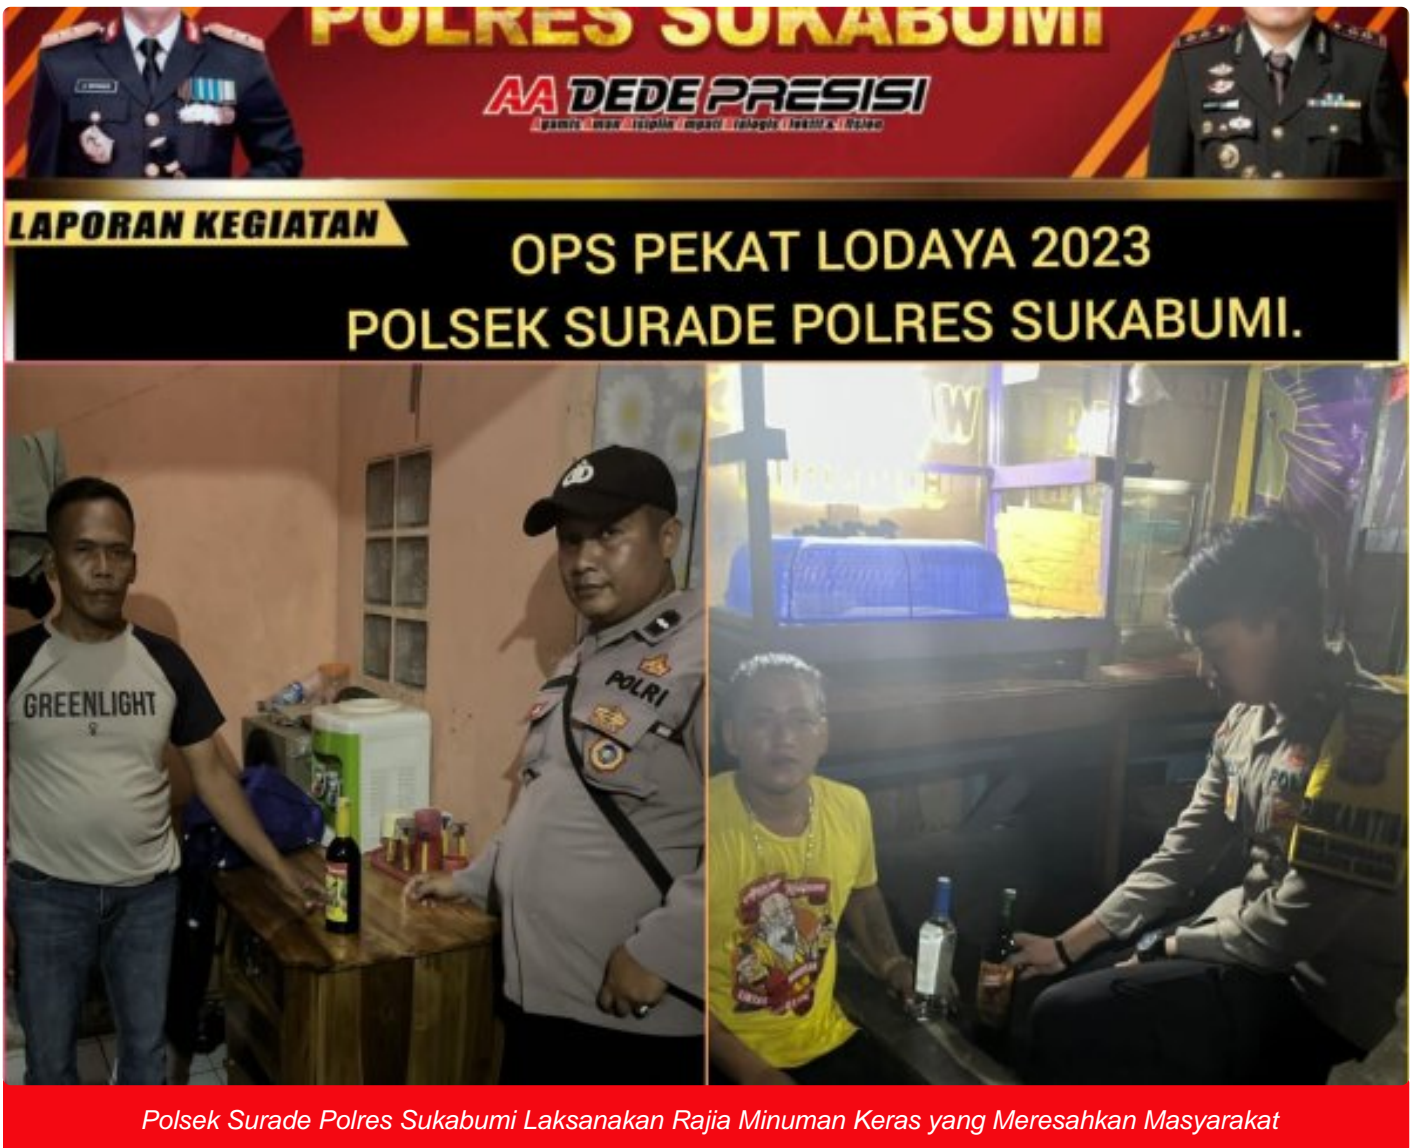 POLRES SUKABUMI
AA DEDE PRESISI
LAPORAN KEGIATAN
OPS PEKAT LODAYA 2023
POLSEK SURADE POLRES SUKABUMI.
GREENLIGHT
POLRI
Polsek Surade Polres Sukabumi Laksanakan Rajia Minuman Keras yang Meresahkan Masyarakat